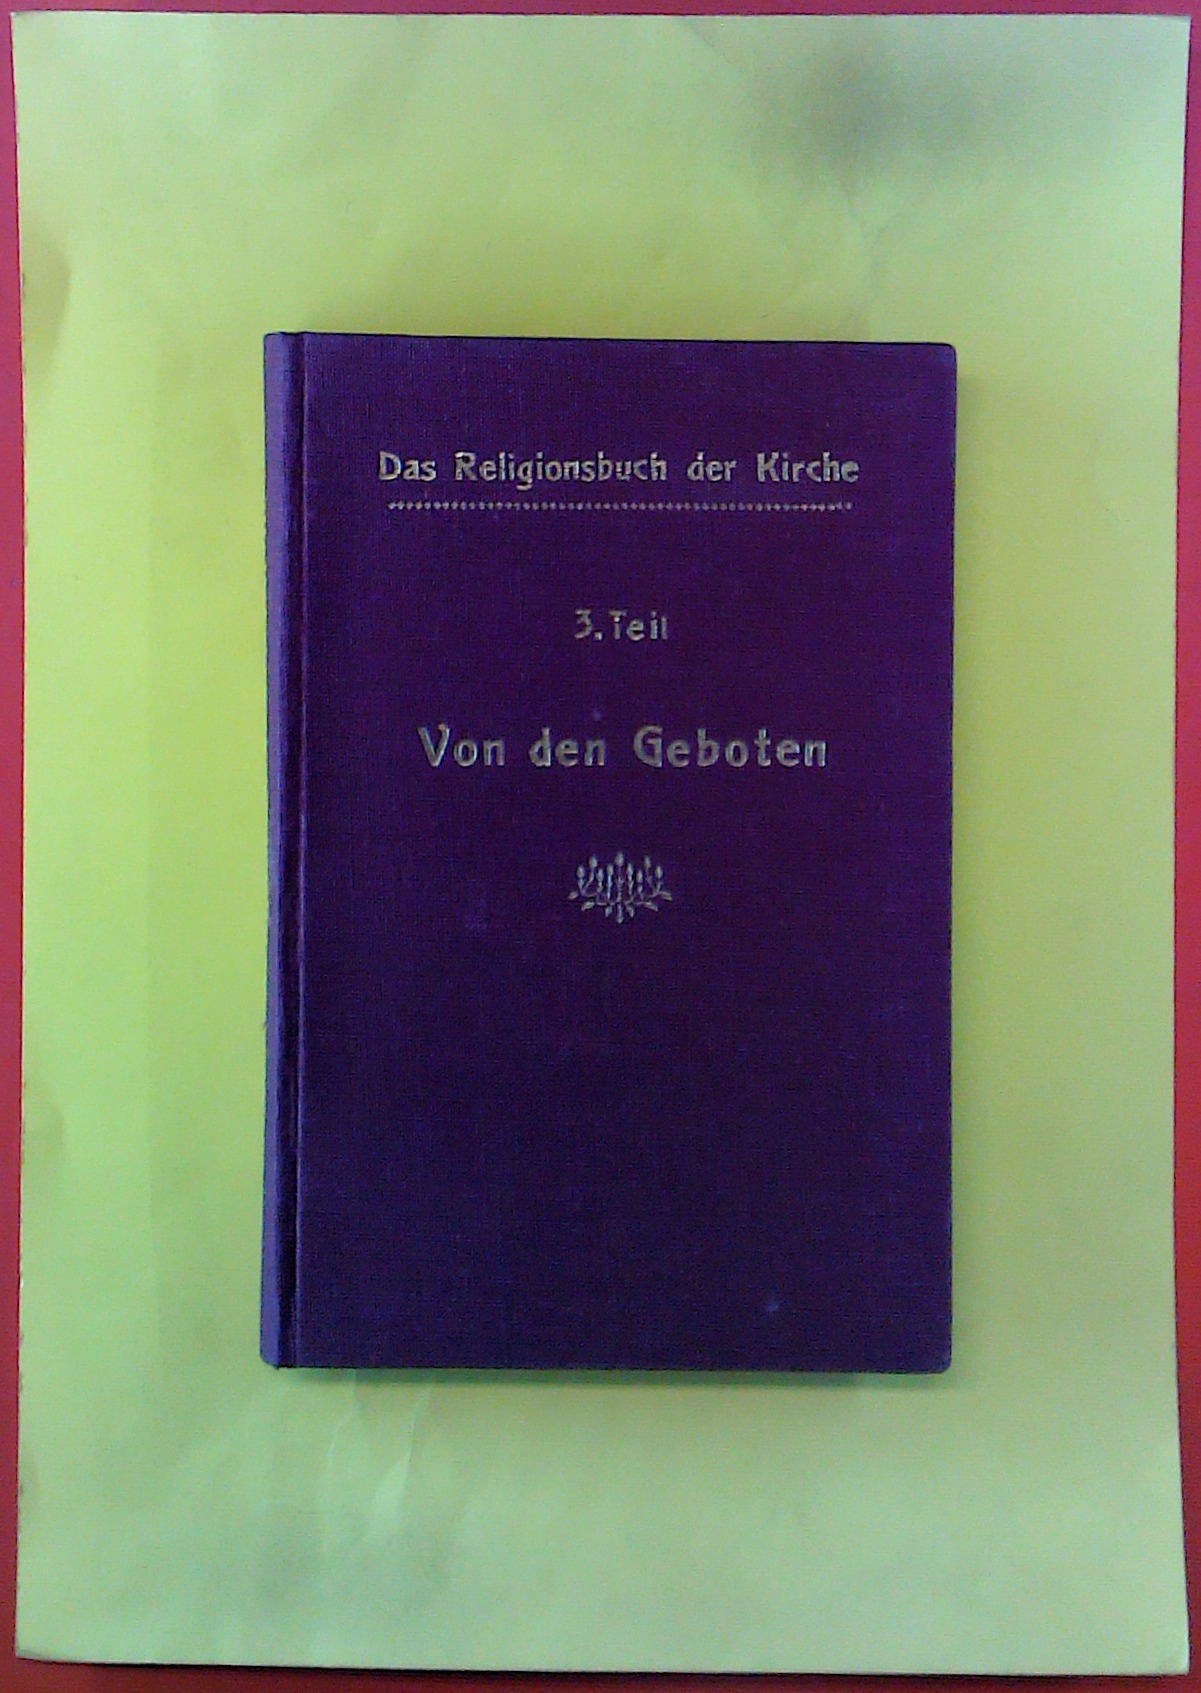 Das Religionsbuch der Kirche
3. Teil
Von den Geboten